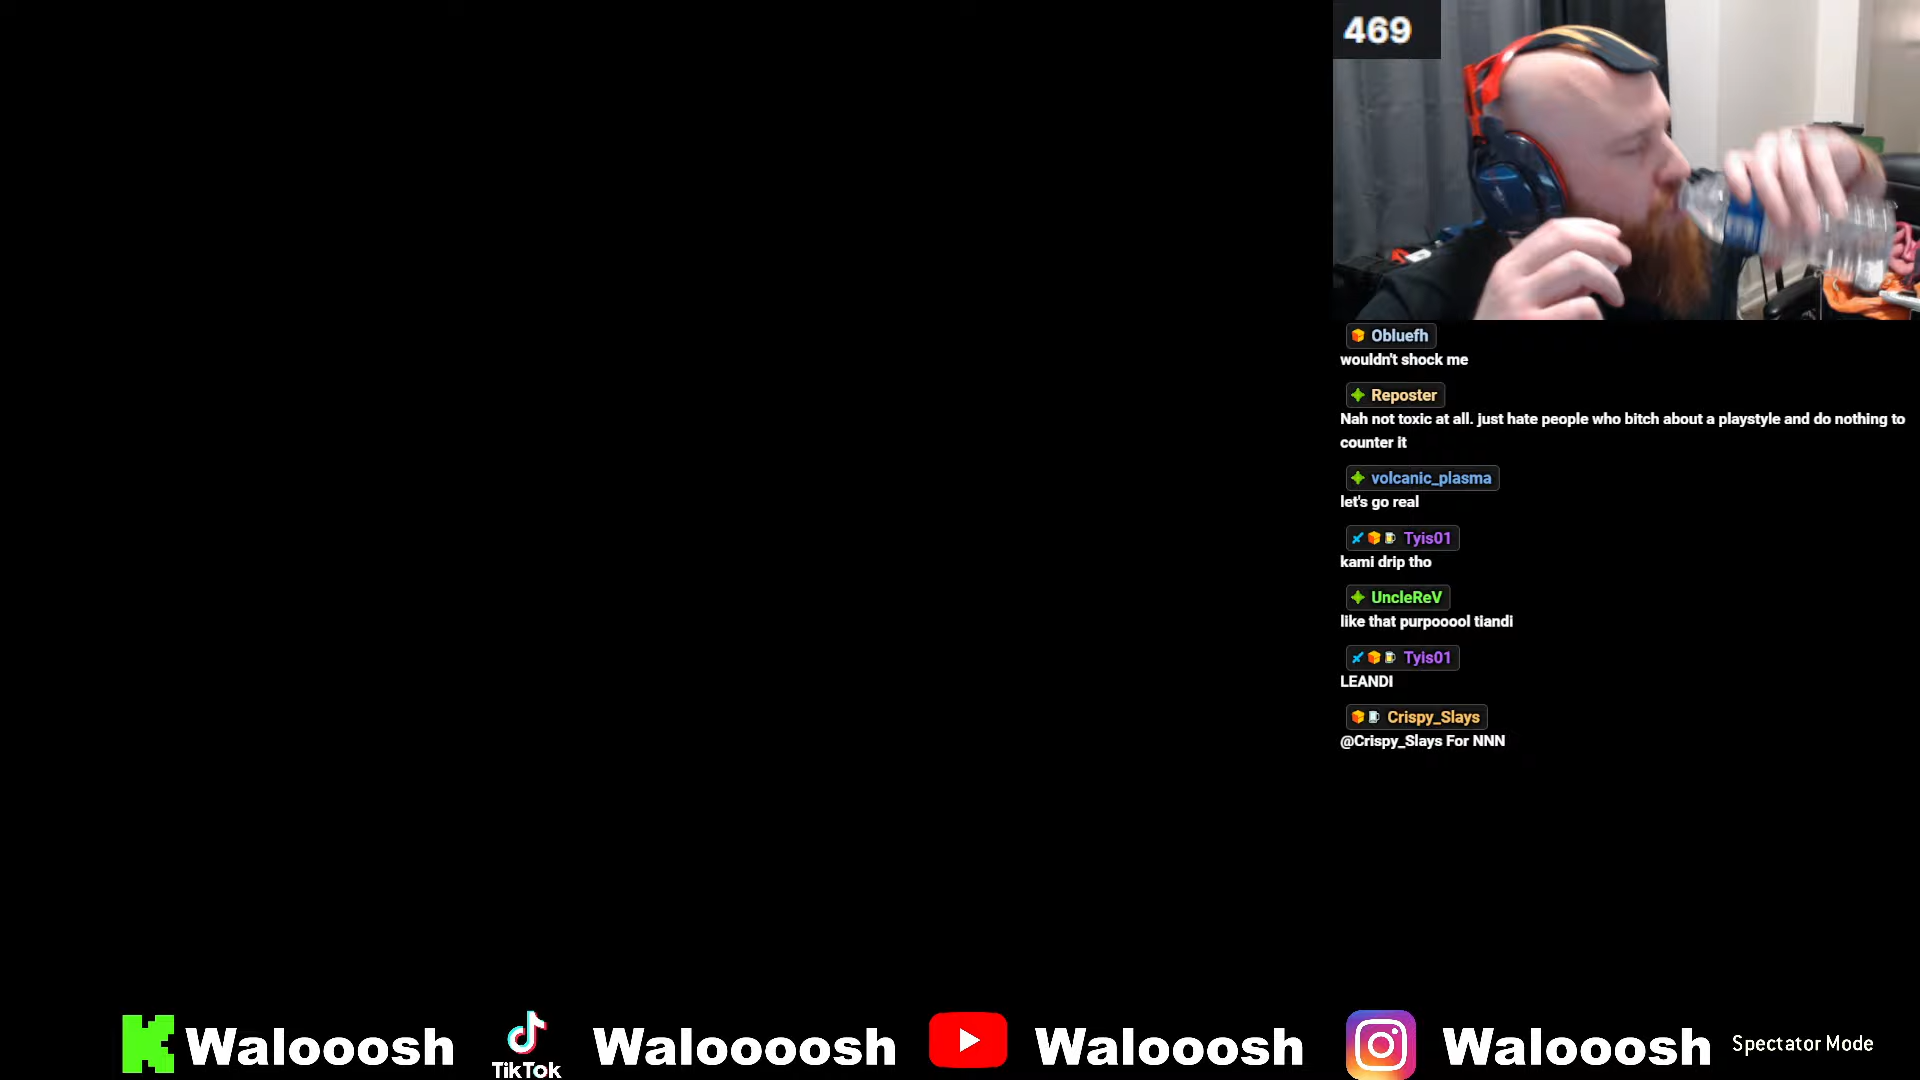 469
Obluefh
wouldn't shock me
Reposter
Nah not toxic at all. just hate people who bitch about a playstyle and do nothing to
counter it
volcanic_plasma
let's go real
Tyis01
kami drip tho
UncleReV
like that purpooool tiandi
Tyis01
LEANDI
Crispy_Slays
@Crispy_Slays For NNN
Walooosh
TikTok
Waloooosh
Walooosh
Walooosh
Spectator Mode